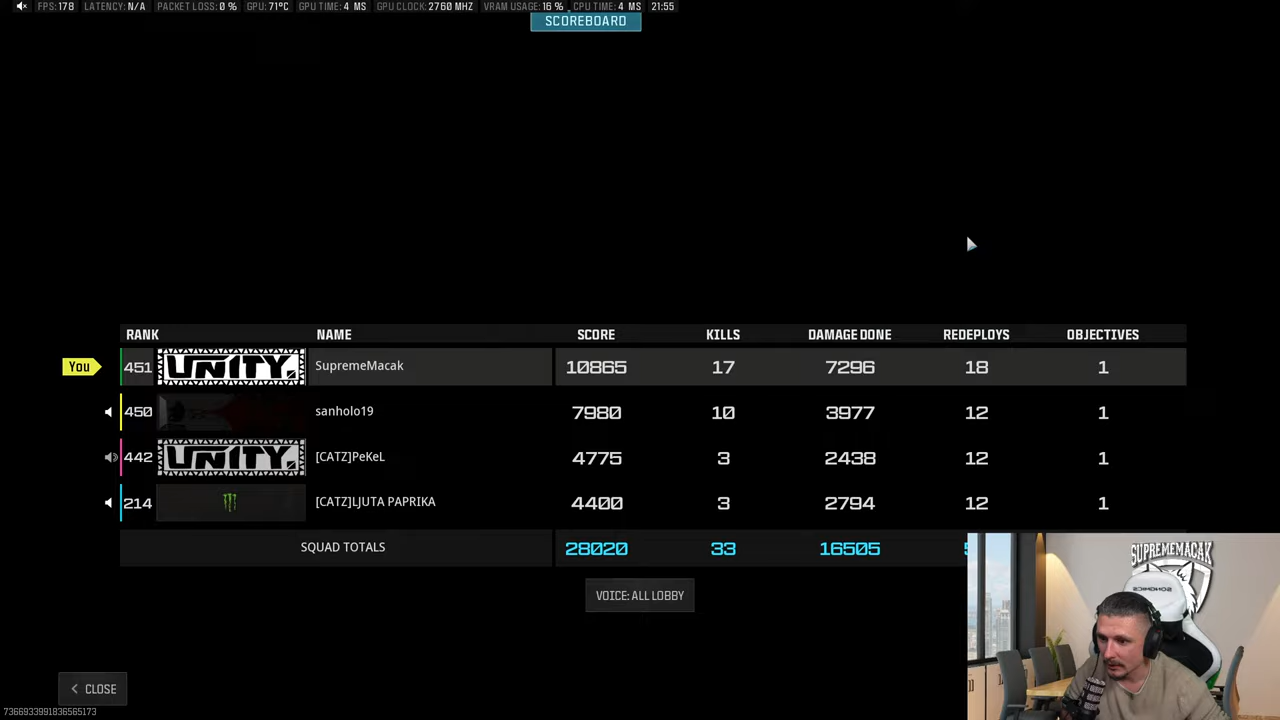 FPS: 178 LATENCY: N/A PACKET LOSS: 0 % GPU: 71°C GPU TIME: 4 MS GPU CLOCK: 2760 MHZ VRAM USAGE: 16 % CPU TIME: 4 MS 21:55
SCOREBOARD
RANK NAME SCORE KILLS DAMAGE DONE REDEPLOYS OBJECTIVES
You 451 UNITY. SupremeMacak 10865 17 7296 18 1
450 sanholo19 7980 10 3977 12 1
442 UNITY. [CATZ]PeKeL 4775 3 2438 12 1
214 [CATZ]LJUTA PAPRIKA 4400 3 2794 12 1
SQUAD TOTALS 28020 33 16505
SUPREMEMACAK
VOICE: ALL LOBBY
CLOSE
7366933991836565173